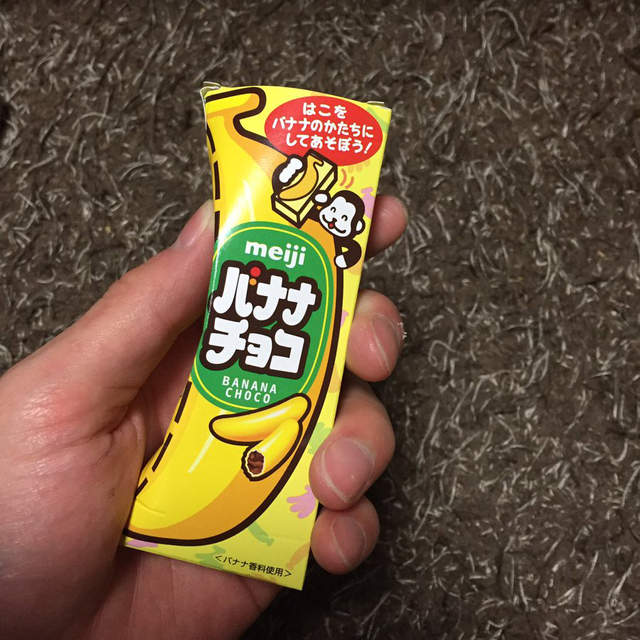 はこを
バナナのかたちに
してあそぼう!
meiji
バナナ
チョコ
BANANA
CHOCO
<バナナ香料使用>